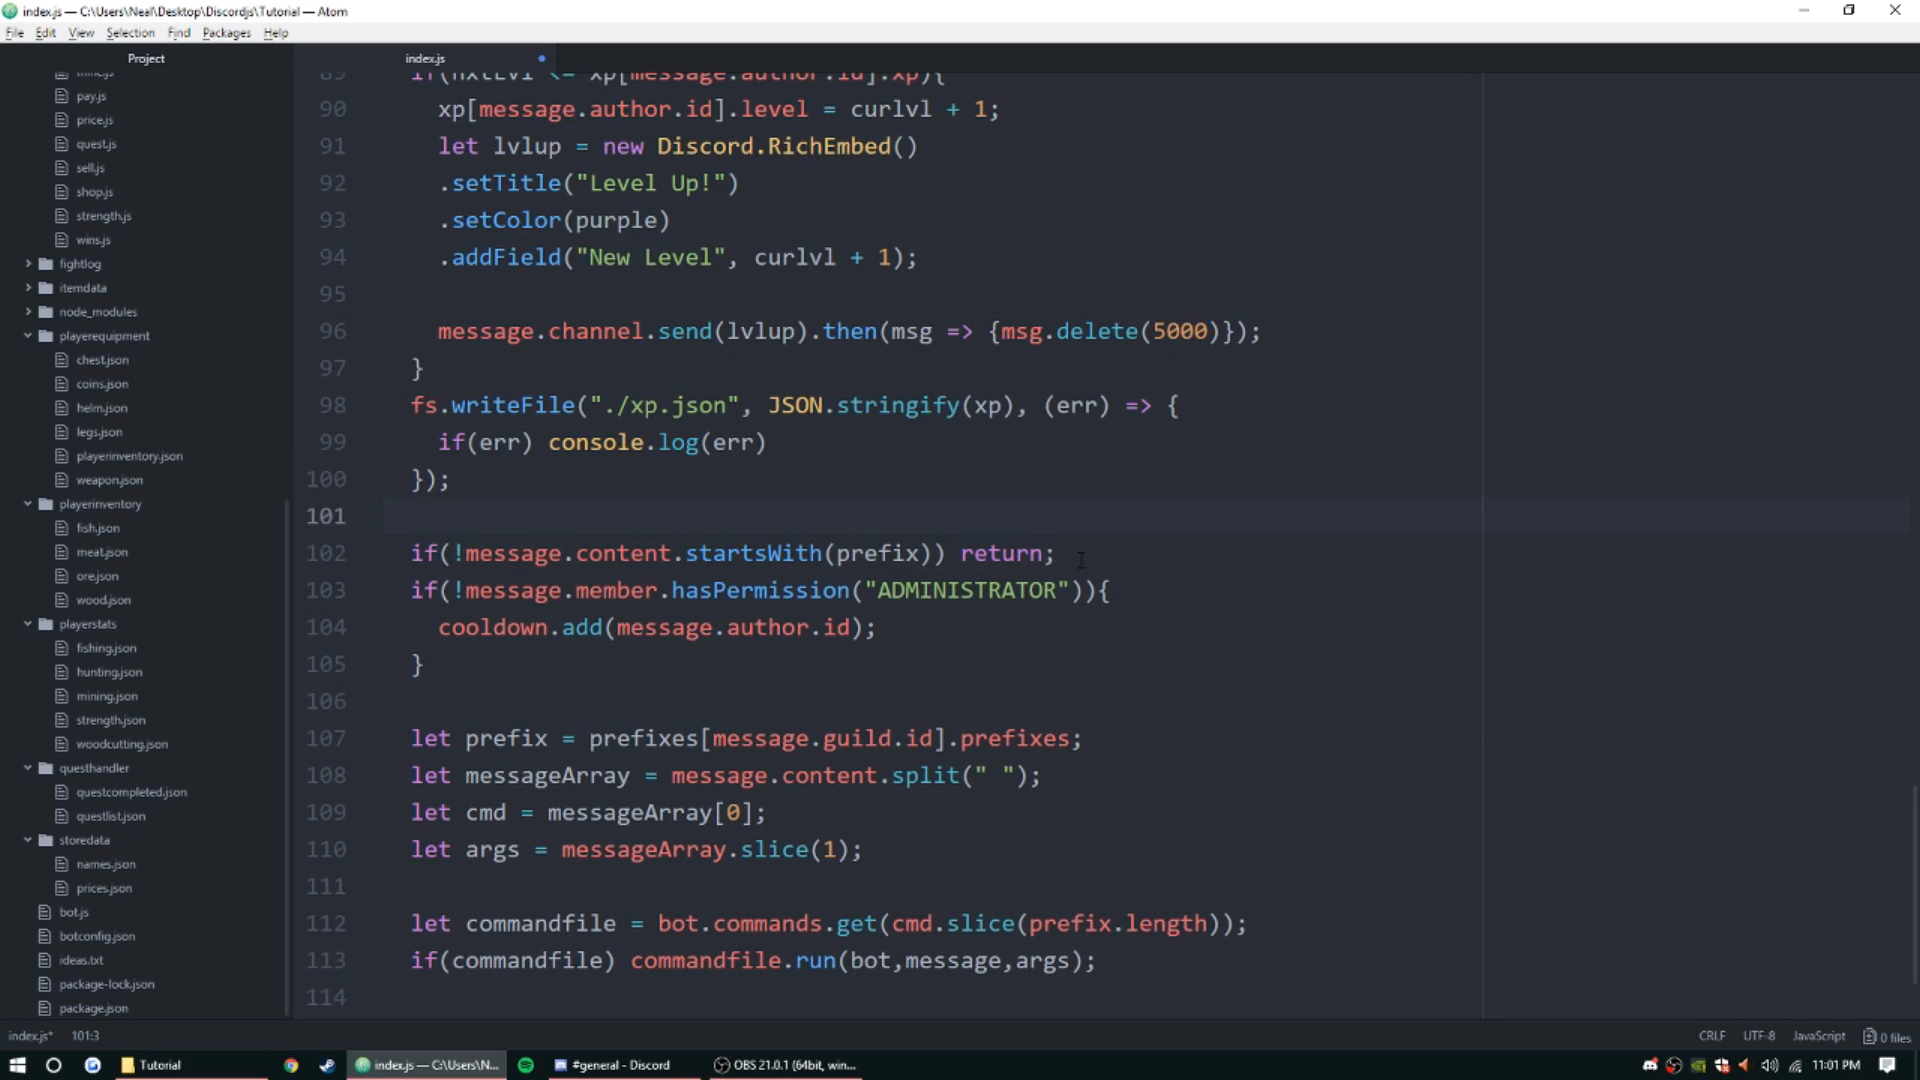 index.js — C:\Users\Neal\Desktop\Discordjs\Tutorial — Atom
File Edit View Selection Find Packages Help
Project
index.js
mine.js
pay.js
price.js
quest.js
sell.js
shop.js
strength.js
wins.js
fightlog
itemdata
node_modules
playerequipment
chest.json
coins.json
helm.json
legs.json
playerinventory.json
weapon.json
playerinventory
fish.json
meat.json
ore.json
wood.json
playerstats
fishing.json
hunting.json
mining.json
strength.json
woodcutting.json
questhandler
questcompleted.json
questlist.json
storedata
names.json
prices.json
bot.js
botconfig.json
ideas.txt
package-lock.json
package.json
89 if(nxtLvl <= xp[message.author.id].xp){
90 xp[message.author.id].level = curlvl + 1;
91 let lvlup = new Discord.RichEmbed()
92 .setTitle("Level Up!")
93 .setColor(purple)
94 .addField("New Level", curlvl + 1);
95
96 message.channel.send(lvlup).then(msg => {msg.delete(5000)});
97 }
98 fs.writeFile("./xp.json", JSON.stringify(xp), (err) => {
99 if(err) console.log(err)
100 });
101
102 if(!message.content.startsWith(prefix)) return;
103 if(!message.member.hasPermission("ADMINISTRATOR")){
104 cooldown.add(message.author.id);
105 }
106
107 let prefix = prefixes[message.guild.id].prefixes;
108 let messageArray = message.content.split(" ");
109 let cmd = messageArray[0];
110 let args = messageArray.slice(1);
111
112 let commandfile = bot.commands.get(cmd.slice(prefix.length));
113 if(commandfile) commandfile.run(bot,message,args);
114
index.js* 101:3 CRLF UTF-8 JavaScript 0 files
Tutorial index.js — C:\Users\N... #general - Discord OBS 21.0.1 (64bit, win... 11:01 PM